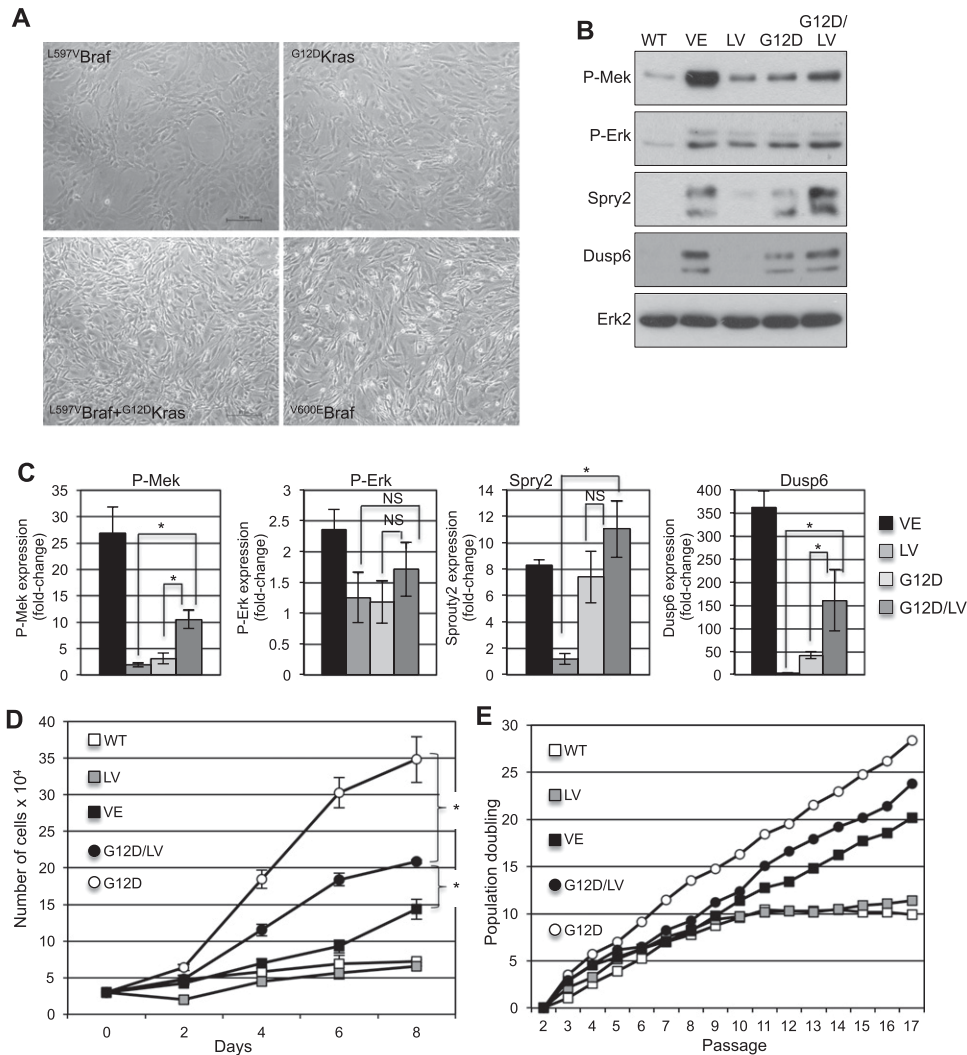 A
L597VBraf
G12DKras
L597VBraf+G12DKras
V600EBraf
B
WT VE LV G12D G12D/LV
P-Mek
P-Erk
Spry2
Dusp6
Erk2
C
P-Mek
P-Mek expression
(fold-change)
35
30
25
20
15
10
5
0
*
*
P-Erk
P-Erk expression
(fold-change)
3
2.5
2
1.5
1
0.5
0
NS
NS
Spry2
Sprouty2 expression
(fold-change)
14
12
10
8
6
4
2
0
*
NS
Dusp6
Dusp6 expression
(fold-change)
400
350
300
250
200
150
100
50
0
*
*
VE
LV
G12D
G12D/LV
D
Number of cells x 10⁴
40
35
30
25
20
15
10
5
0
WT
LV
VE
G12D/LV
G12D
*
*
0 2 4 6 8
Days
E
Population doubling
30
25
20
15
10
5
0
WT
LV
VE
G12D/LV
G12D
2 3 4 5 6 7 8 9 10 11 12 13 14 15 16 17
Passage